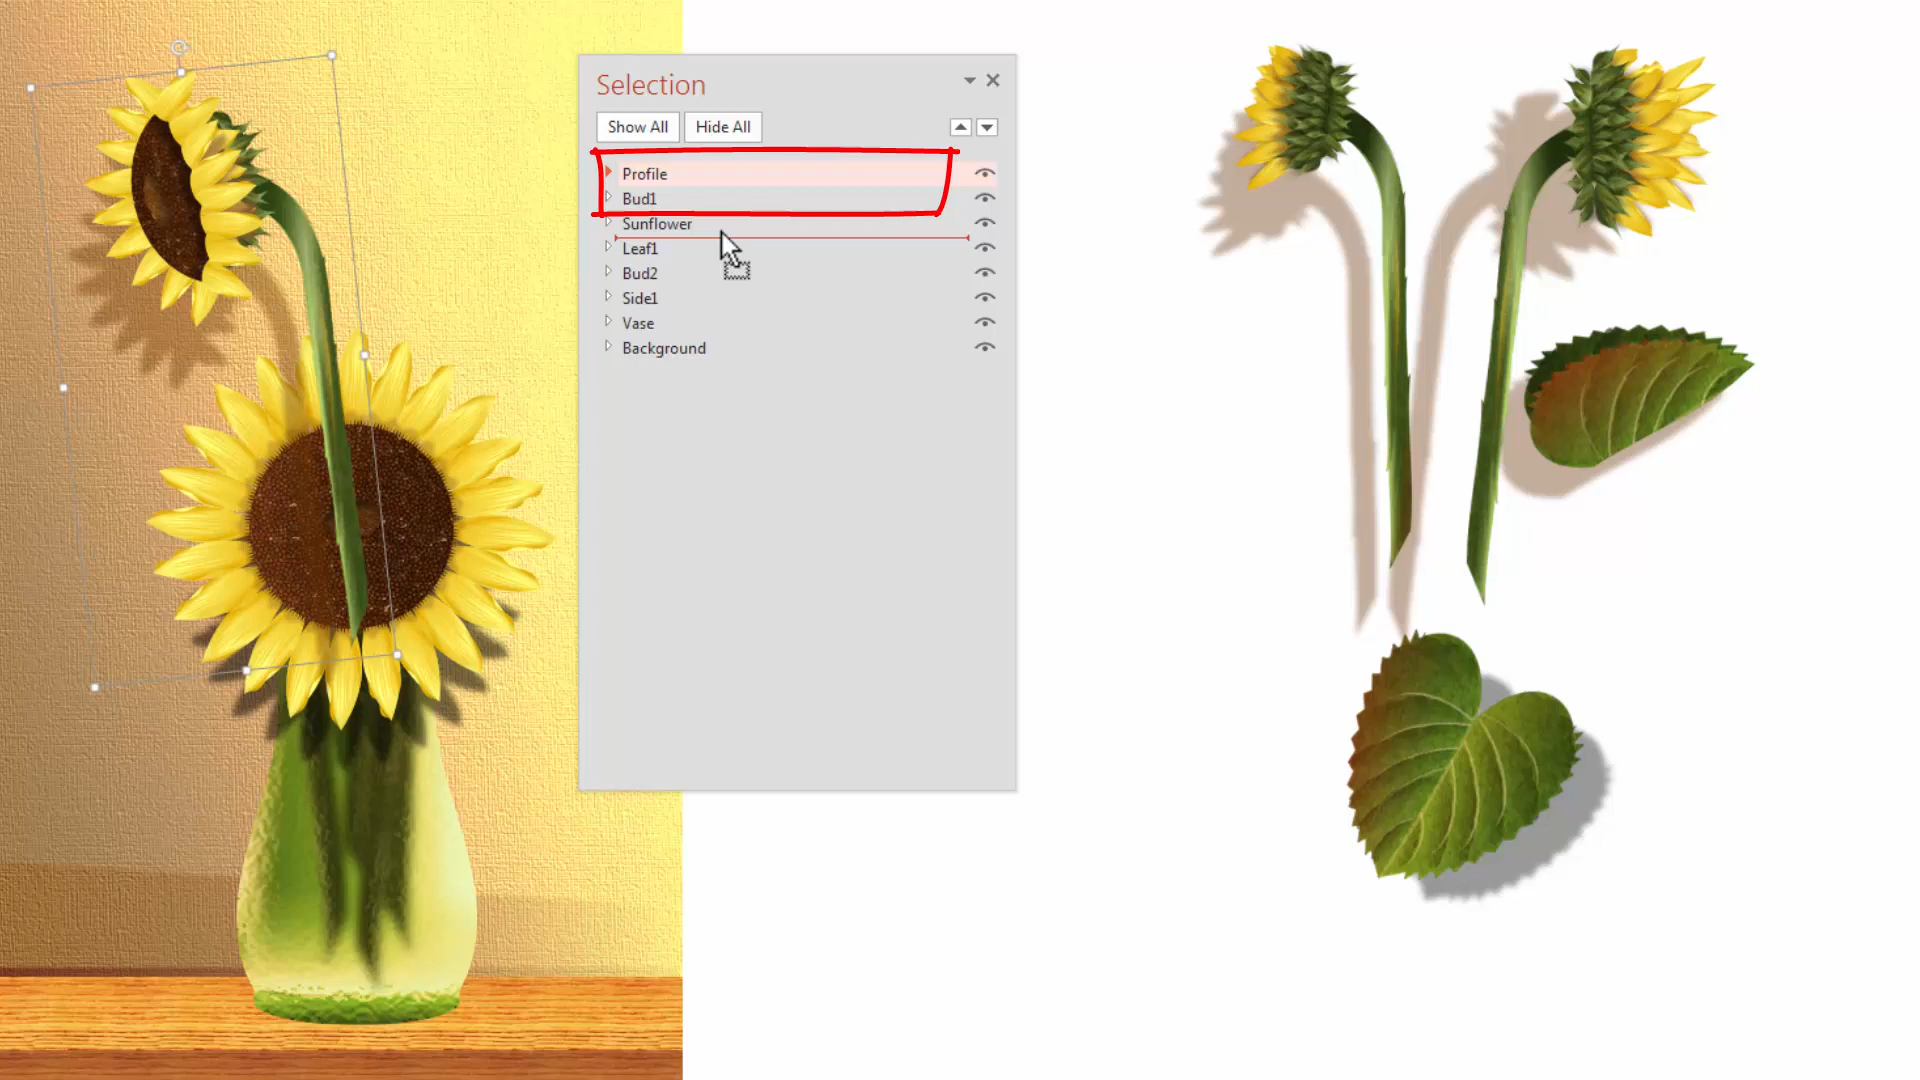 Selection
Show All
Hide All
Profile
Bud1
Sunflower
Leaf1
Bud2
Side1
Vase
Background